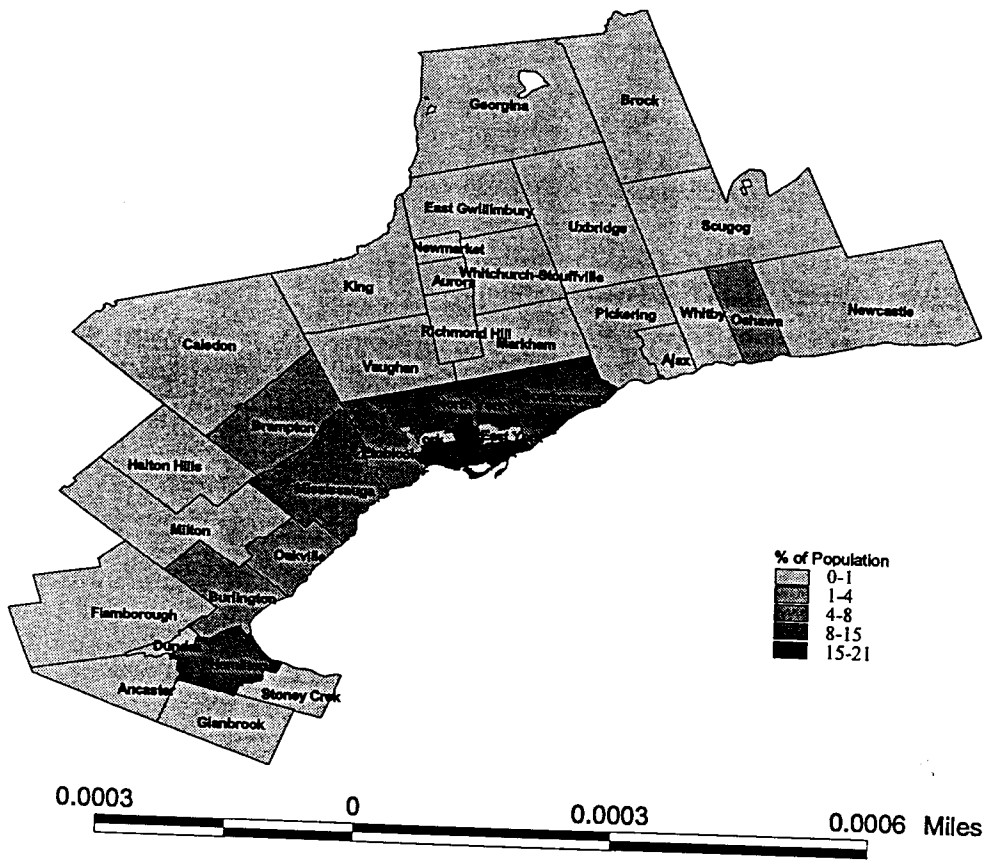 Georgina
Brock
East Gwillimbury
Uxbridge
Scugog
Newmarket
Whitchurch-Stouffville
Aurora
King
Pickering
Whitby
Oshawa
Newcastle
Richmond Hill
Markham
Caledon
Vaughan
Ajax
Brampton
Halton Hills
Mississauga
Milton
Oakville
Burlington
Flamborough
Ancaster
Stoney Crek
Glanbrook
% of Population
0-1
1-4
4-8
8-15
15-21
0.0003 0 0.0003 0.0006 Miles